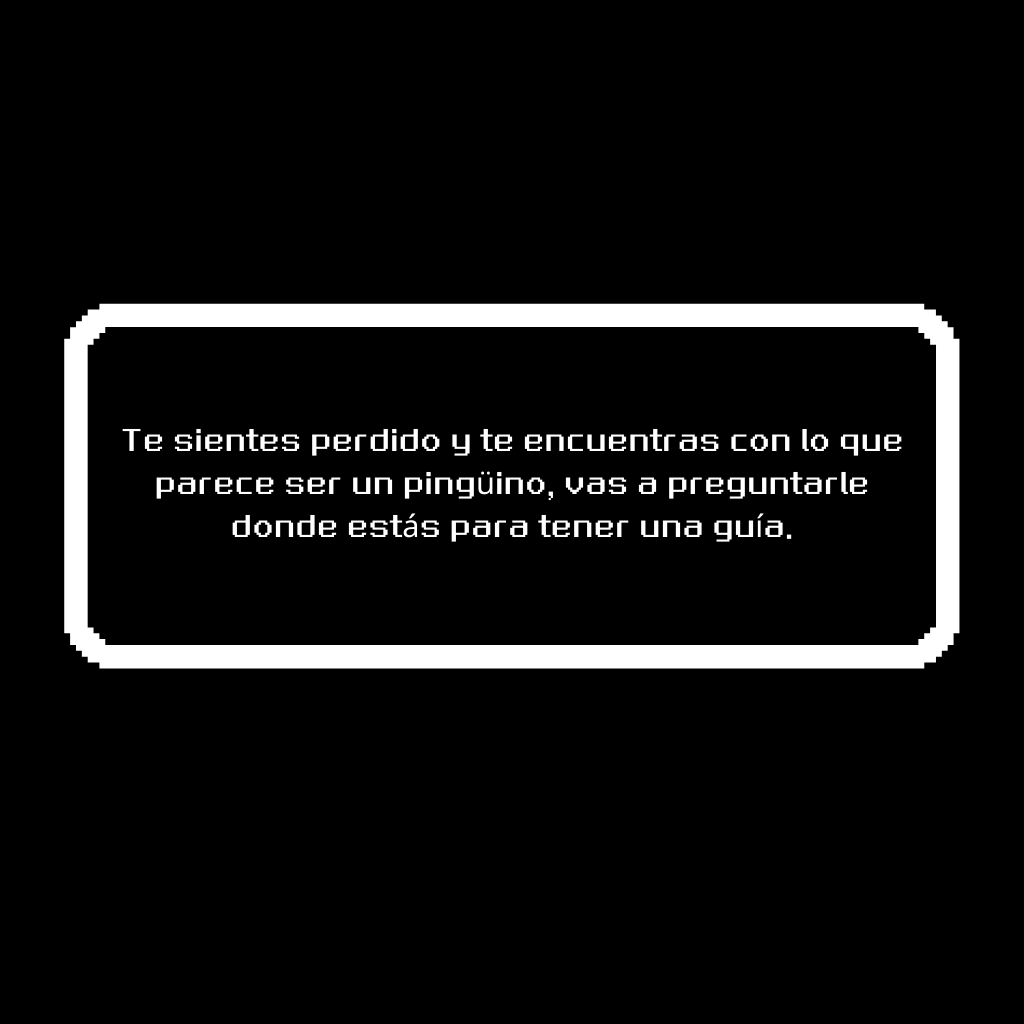 Te sientes perdido y te encuentras con lo que
parece ser un pingüino, vas a preguntarle
donde estás para tener una guía.